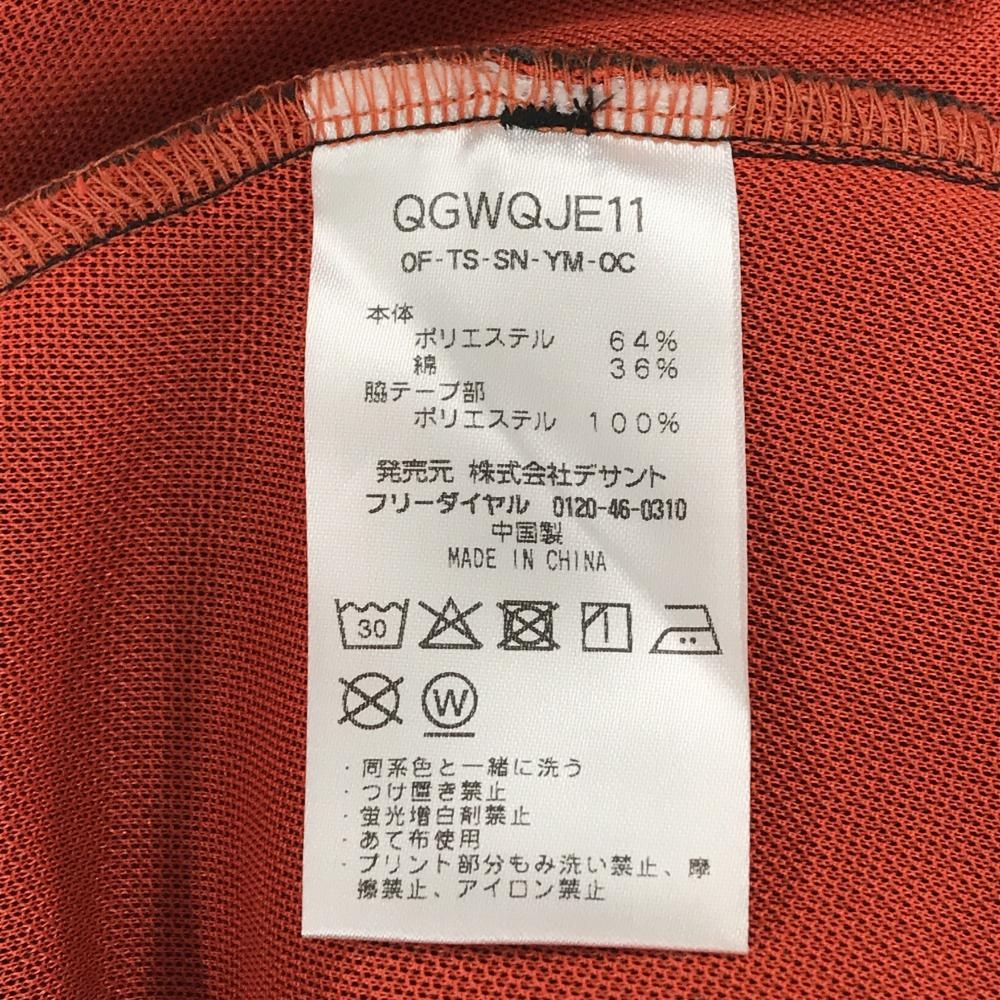 QGWQJE11
OF-TS-SN-YM-OC
本体
ポリエステル 64%
綿 36%
脇テープ部
ポリエステル 100%
発売元 株式会社デサント
フリーダイヤル 0120-46-0310
中国製
MADE IN CHINA
30
W
・同系色と一緒に洗う
・つけ置き禁止
・蛍光増白剤禁止
・あて布使用
・プリント部分もみ洗い禁止、摩
擦禁止、アイロン禁止